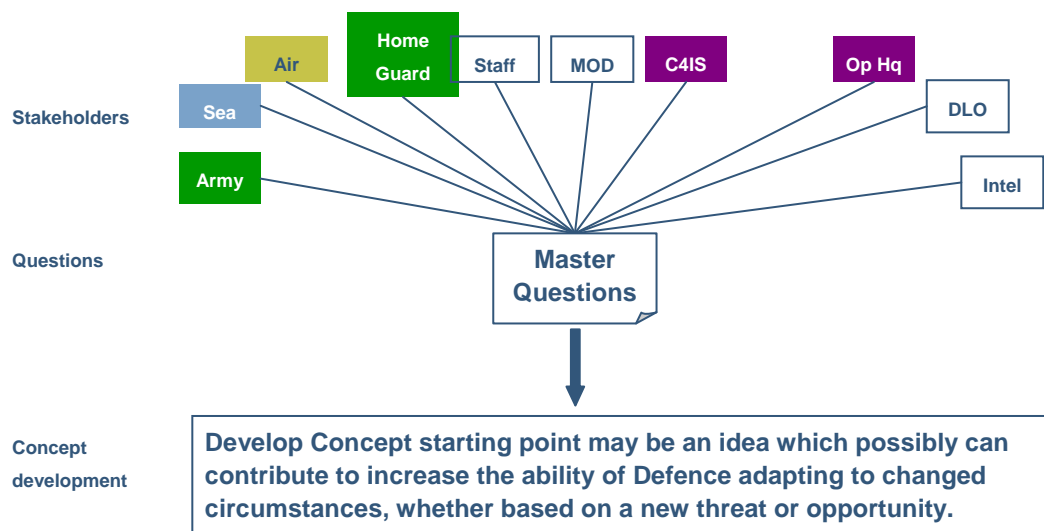 Home
Guard
Air
Staff
MOD
C4IS
Op Hq
Sea
DLO
Stakeholders
Army
Intel
Questions
Master
Questions
Concept
development
Develop Concept starting point may be an idea which possibly can
contribute to increase the ability of Defence adapting to changed
circumstances, whether based on a new threat or opportunity.